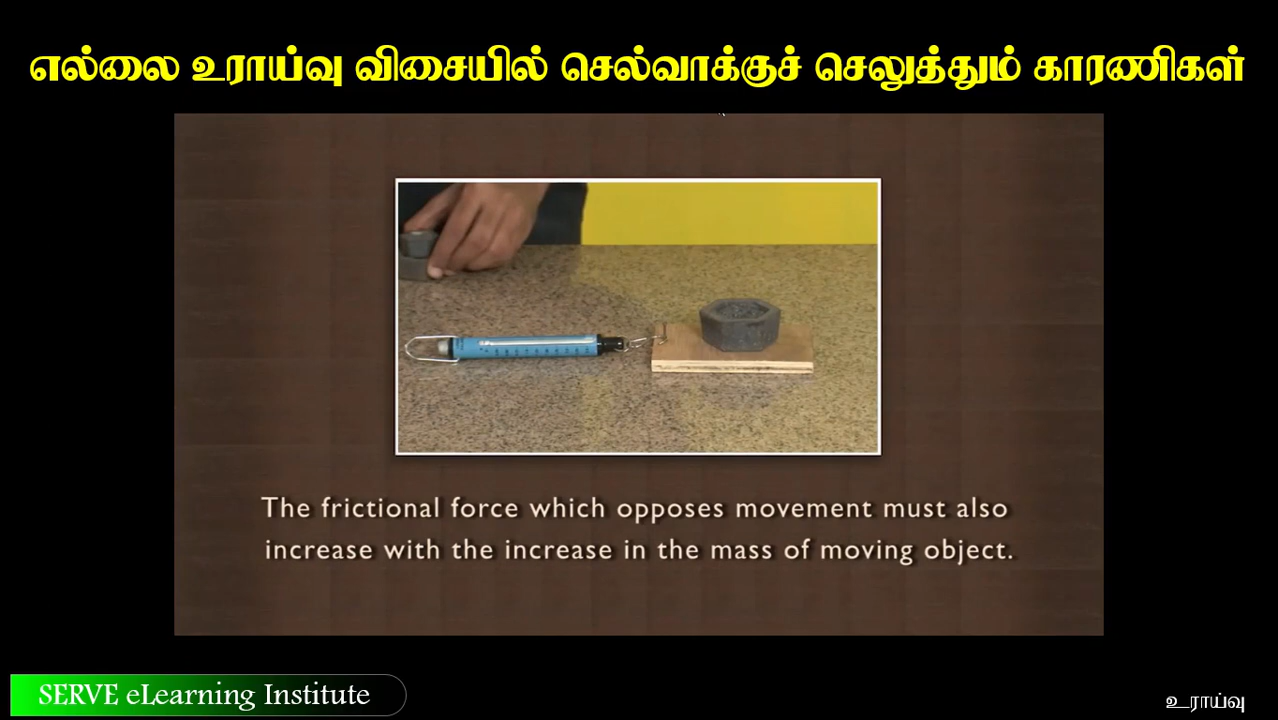 எல்லை உராய்வு விசையில் செல்வாக்குச் செலுத்தும் காரணிகள்
The frictional force which opposes movement must also
increase with the increase in the mass of moving object.
SERVE eLearning Institute
உராய்வு